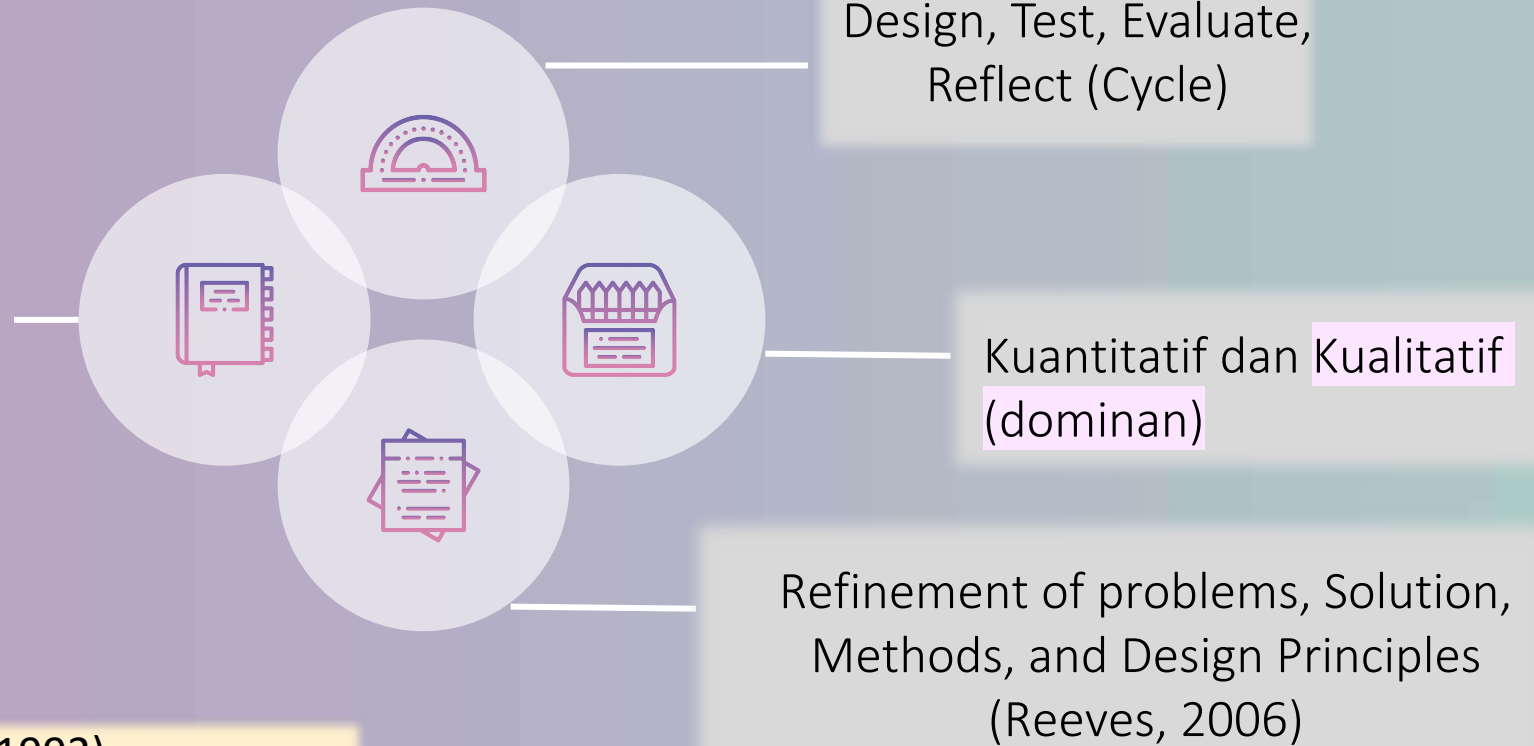 Design, Test, Evaluate,
Reflect (Cycle)
Kuantitatif dan Kualitatif
(dominan)
Refinement of problems, Solution,
Methods, and Design Principles
(Reeves, 2006)